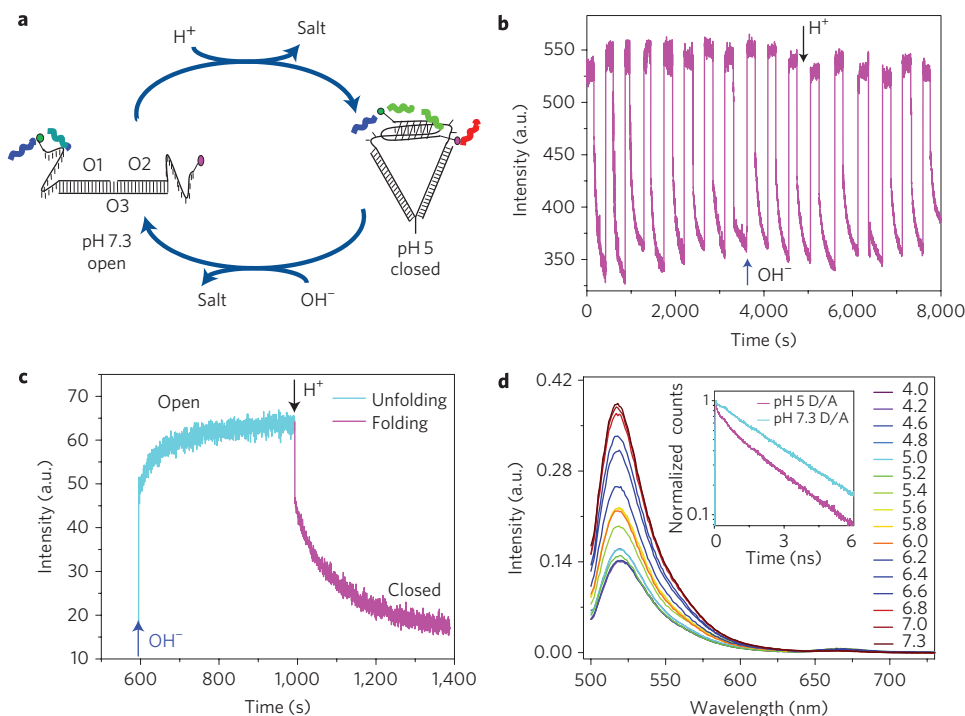 a
H⁺
Salt
O1 O2
O3
pH 7.3
open
pH 5
closed
Salt
OH⁻
b
H⁺
550
500
450
400
350
Intensity (a.u.)
OH⁻
0 2,000 4,000 6,000 8,000
Time (s)
c
70
60
50
40
30
20
10
Intensity (a.u.)
Open
H⁺
Unfolding
Folding
Closed
OH⁻
600 800 1,000 1,200 1,400
Time (s)
d
0.42
0.28
0.14
0.00
Intensity (a.u.)
1
0.1
Normalized counts
pH 5 D/A
pH 7.3 D/A
0 3 6
Time (ns)
4.0
4.2
4.6
4.8
5.0
5.2
5.4
5.6
5.8
6.0
6.2
6.4
6.6
6.8
7.0
7.3
500 550 600 650 700
Wavelength (nm)